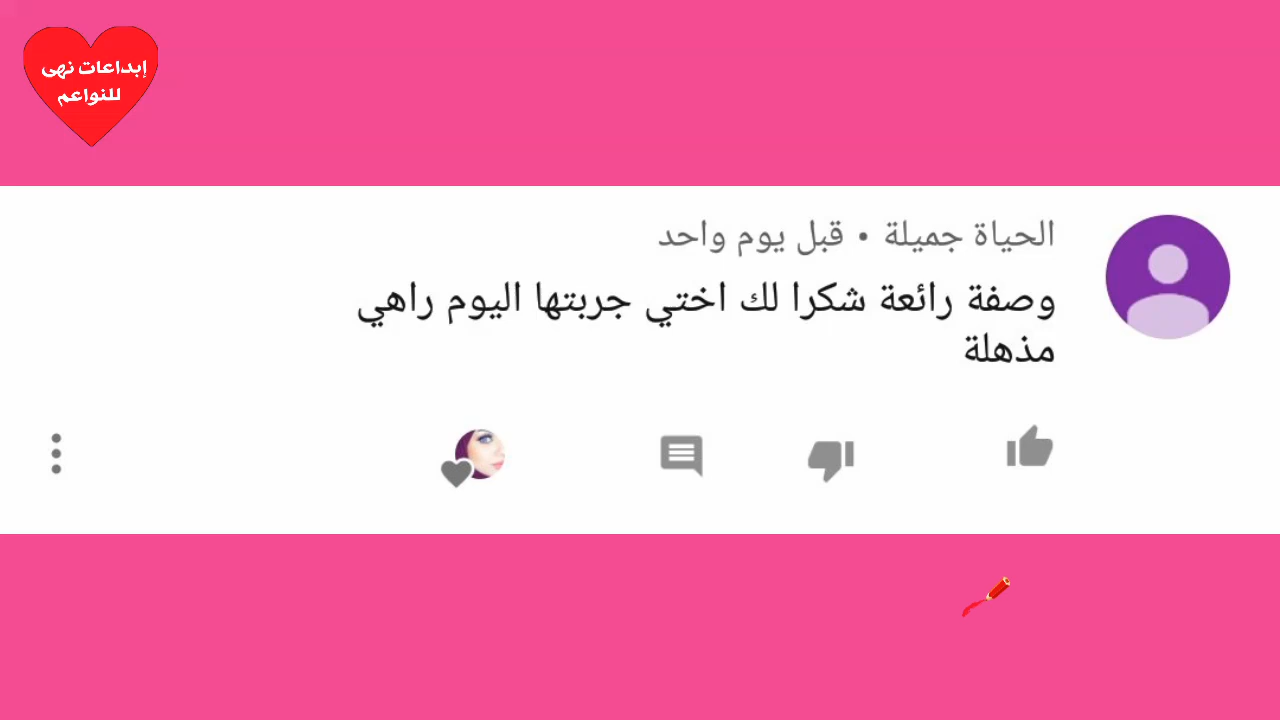 إبداعات نهى
للنواعم
الحياة جميلة • قبل يوم واحد
وصفة رائعة شكرا لك اختي جربتها اليوم راهي
مذهلة